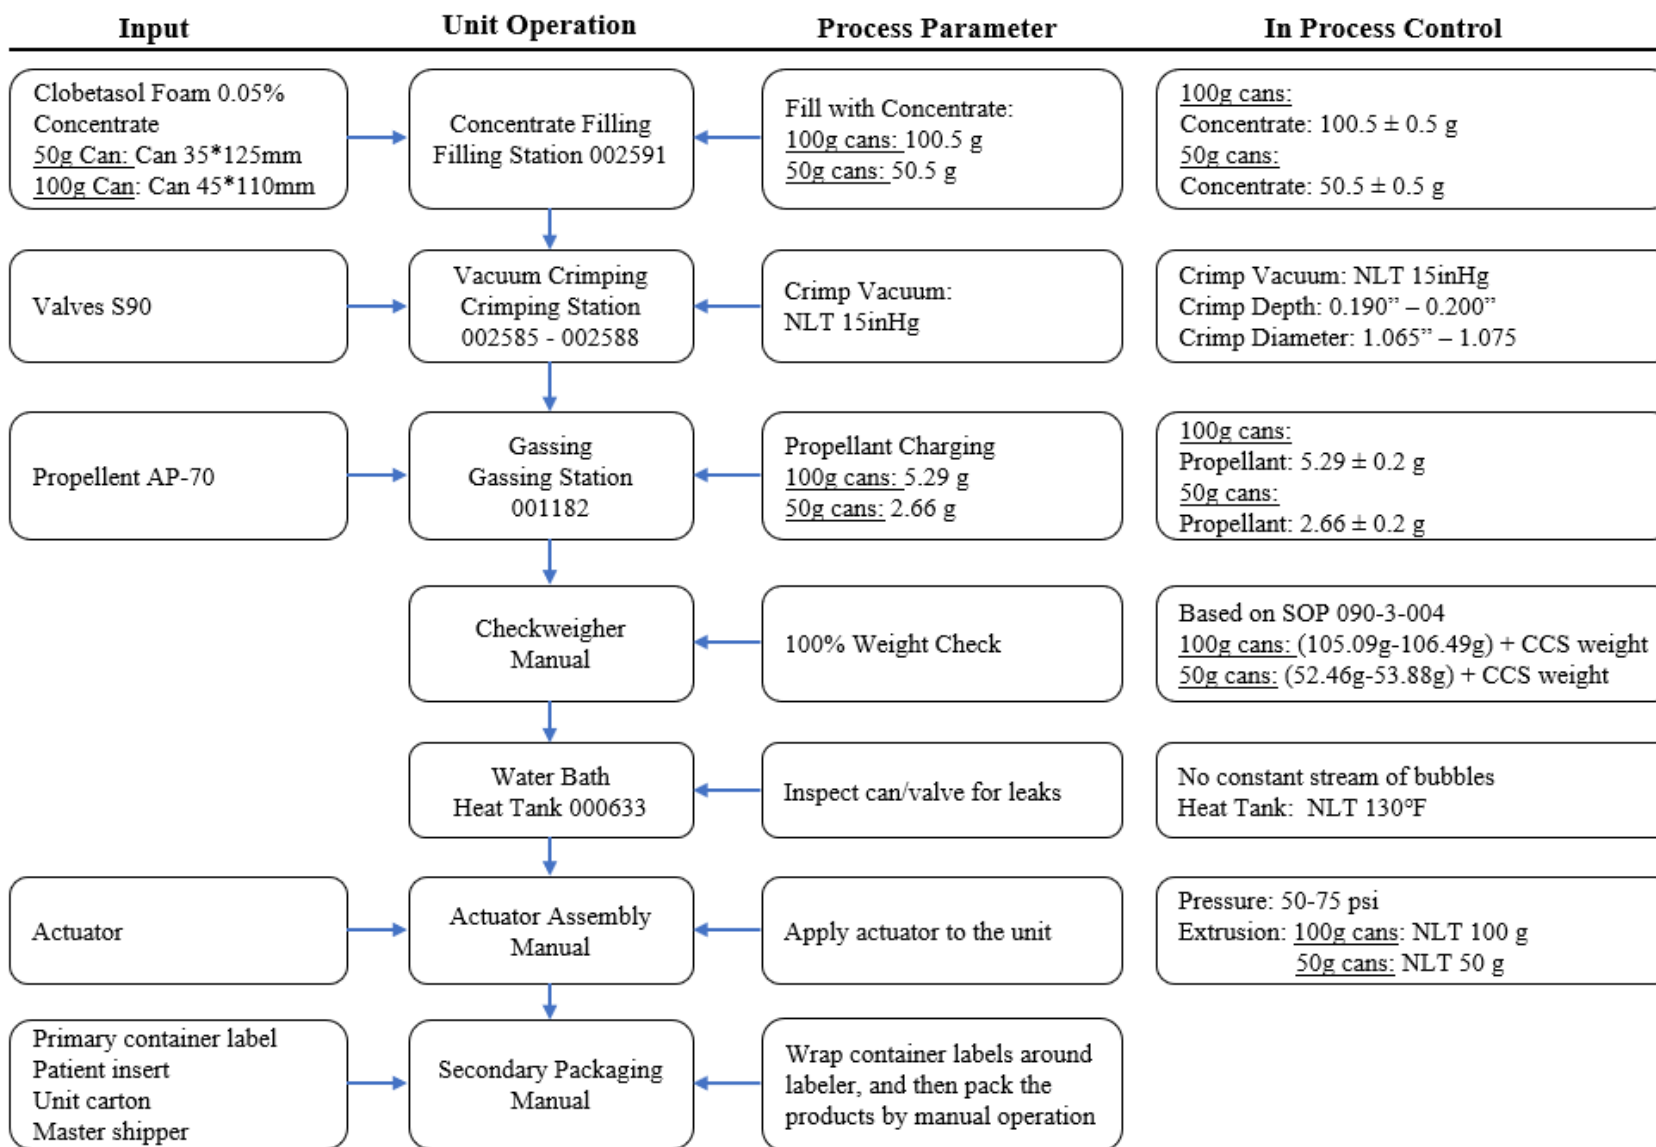 Input
Unit Operation
Process Parameter
In Process Control
Clobetasol Foam 0.05%
Concentrate
50g Can: Can 35*125mm
100g Can: Can 45*110mm
Concentrate Filling
Filling Station 002591
Fill with Concentrate:
100g cans: 100.5 g
50g cans: 50.5 g
100g cans:
Concentrate: 100.5 ± 0.5 g
50g cans:
Concentrate: 50.5 ± 0.5 g
Valves S90
Vacuum Crimping
Crimping Station
002585 - 002588
Crimp Vacuum:
NLT 15inHg
Crimp Vacuum: NLT 15inHg
Crimp Depth: 0.190” – 0.200”
Crimp Diameter: 1.065” – 1.075
Propellent AP-70
Gassing
Gassing Station
001182
Propellant Charging
100g cans: 5.29 g
50g cans: 2.66 g
100g cans:
Propellant: 5.29 ± 0.2 g
50g cans:
Propellant: 2.66 ± 0.2 g
Checkweigher
Manual
100% Weight Check
Based on SOP 090-3-004
100g cans: (105.09g-106.49g) + CCS weight
50g cans: (52.46g-53.88g) + CCS weight
Water Bath
Heat Tank 000633
Inspect can/valve for leaks
No constant stream of bubbles
Heat Tank: NLT 130°F
Actuator
Actuator Assembly
Manual
Apply actuator to the unit
Pressure: 50-75 psi
Extrusion: 100g cans: NLT 100 g
50g cans: NLT 50 g
Primary container label
Patient insert
Unit carton
Master shipper
Secondary Packaging
Manual
Wrap container labels around
labeler, and then pack the
products by manual operation